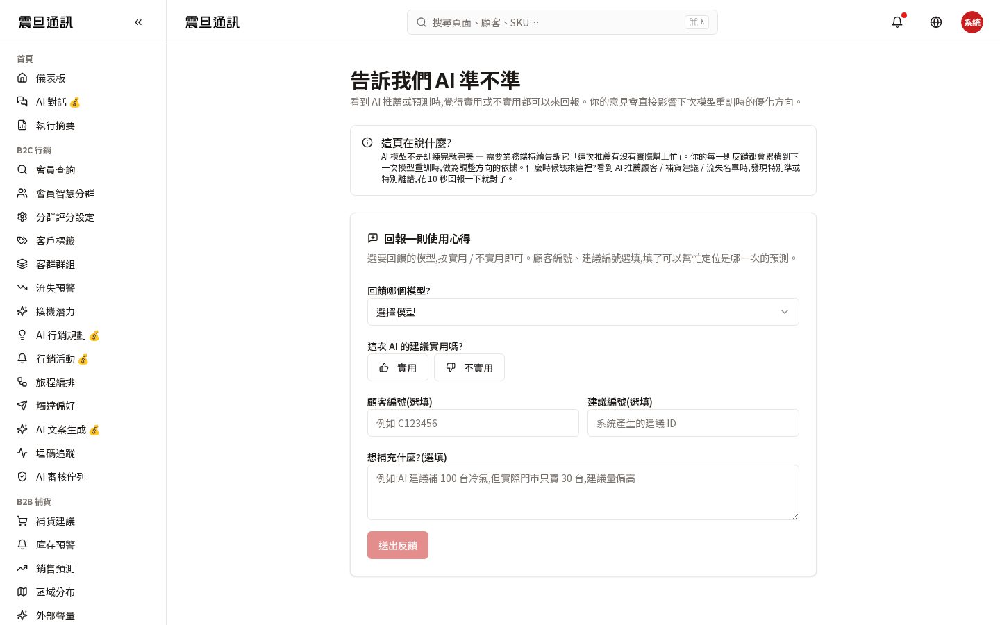 震旦通訊
震旦通訊
搜尋頁面、顧客、SKU…
⌘ K
系統
首頁
儀表板
AI 對話 💰
執行摘要
B2C 行銷
會員查詢
會員智慧分群
分群評分設定
客戶標籤
客群群組
流失預警
換機潛力
AI 行銷規劃 💰
行銷活動 💰
旅程編排
觸達偏好
AI 文案生成 💰
埋碼追蹤
AI 審核佇列
B2B 補貨
補貨建議
庫存預警
銷售預測
區域分布
外部聲量
告訴我們 AI 準不準
看到 AI 推薦或預測時,覺得實用或不實用都可以來回報。你的意見會直接影響下次模型重訓時的優化方向。
這頁在說什麼?
AI 模型不是訓練完就完美 — 需要業務端持續告訴它「這次推薦有沒有實際幫上忙」。你的每一則反饋都會累積到下
一次模型重訓時,做為調整方向的依據。什麼時候該來這裡?看到 AI 推薦顧客 / 補貨建議 / 流失名單時,發現特別準或
特別離譜,花 10 秒回報一下就對了。
回報一則使用心得
選要回饋的模型,按實用 / 不實用即可。顧客編號、建議編號選填,填了可以幫忙定位是哪一次的預測。
回饋哪個模型?
選擇模型
這次 AI 的建議實用嗎?
實用
不實用
顧客編號(選填)
建議編號(選填)
例如 C123456
系統產生的建議 ID
想補充什麼?(選填)
例如:AI 建議補 100 台冷氣,但實際門市只賣 30 台,建議量偏高
送出反饋